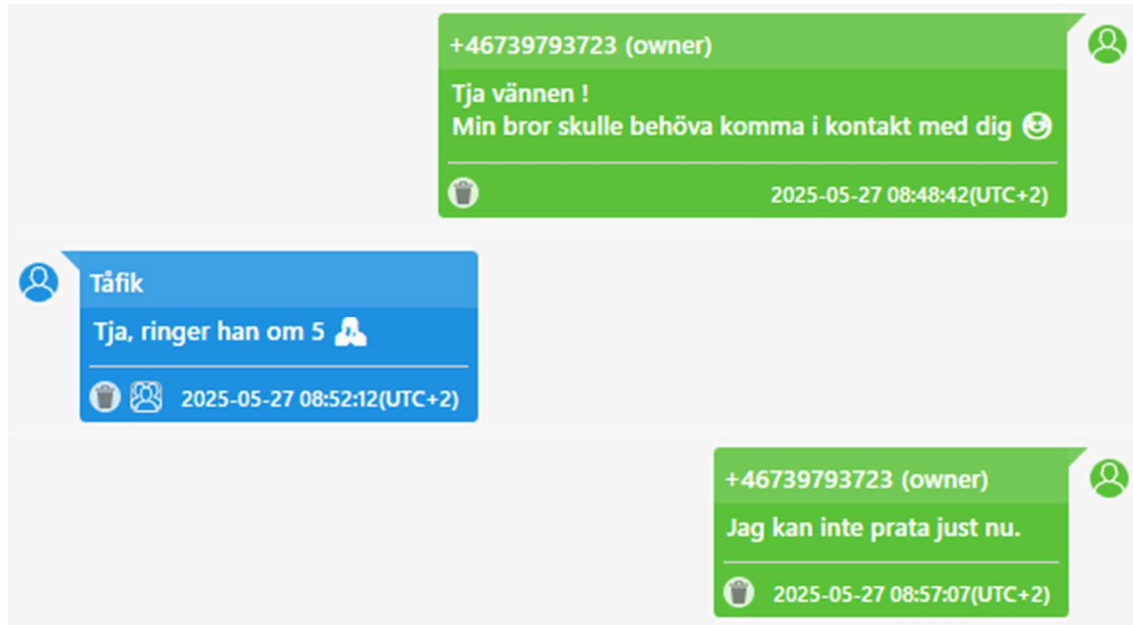 +46739793723 (owner)
Tja vännen !
Min bror skulle behöva komma i kontakt med dig 😃
2025-05-27 08:48:42(UTC+2)
Tåfik
Tja, ringer han om 5 🙏
2025-05-27 08:52:12(UTC+2)
+46739793723 (owner)
Jag kan inte prata just nu.
2025-05-27 08:57:07(UTC+2)